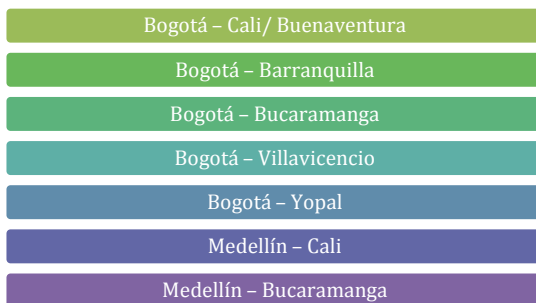 Bogotá – Cali/ Buenaventura
Bogotá – Barranquilla
Bogotá – Bucaramanga
Bogotá – Villavicencio
Bogotá – Yopal
Medellín – Cali
Medellín – Bucaramanga